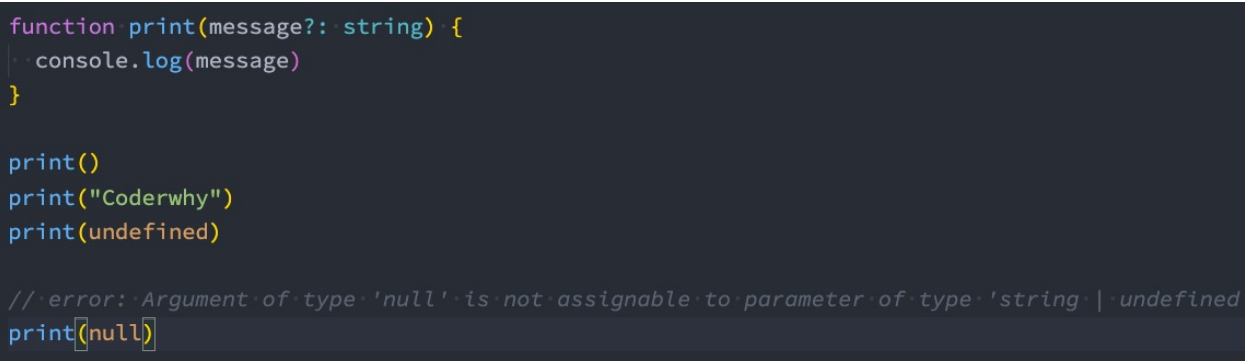 function print(message?: string) {
  console.log(message)
}
print()
print("Coderwhy")
print(undefined)
// error: Argument of type 'null' is not assignable to parameter of type 'string | undefined
print(null)